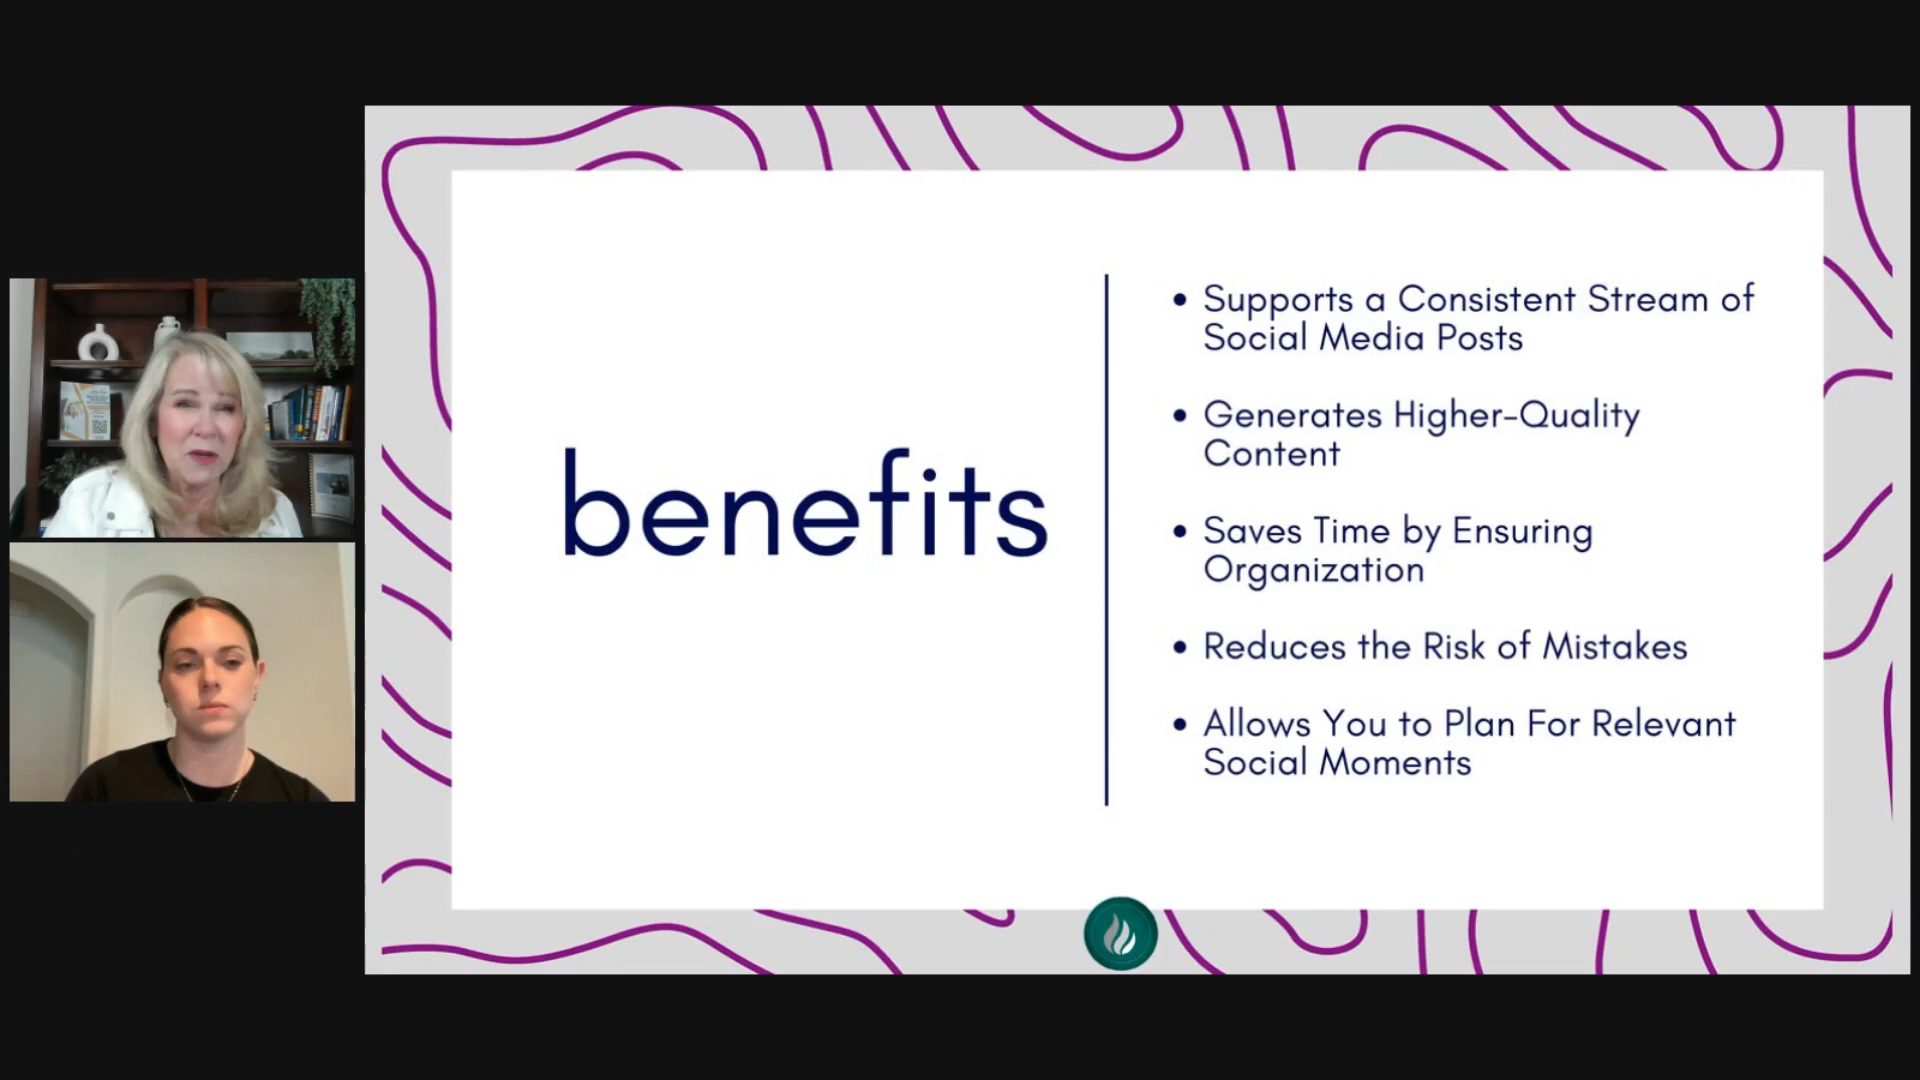 benefits
• Supports a Consistent Stream of
Social Media Posts
• Generates Higher-Quality
Content
• Saves Time by Ensuring
Organization
• Reduces the Risk of Mistakes
• Allows You to Plan For Relevant
Social Moments